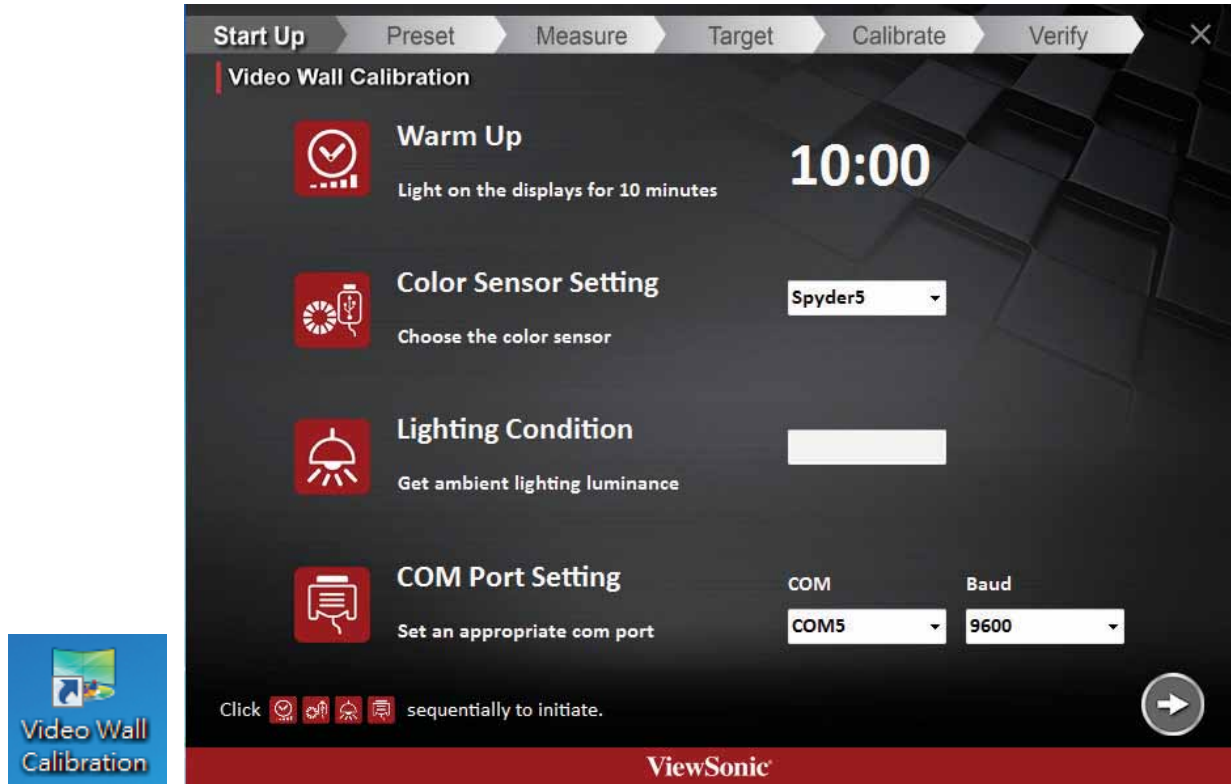 Start Up
Preset
Measure
Target
Calibrate
Verify
Video Wall Calibration
Warm Up
Light on the displays for 10 minutes
10:00
Color Sensor Setting
Choose the color sensor
Spyder5
Lighting Condition
Get ambient lighting luminance
COM Port Setting
Set an appropriate com port
COM
Baud
COM5
9600
Click sequentially to initiate.
ViewSonic
Video Wall
Calibration